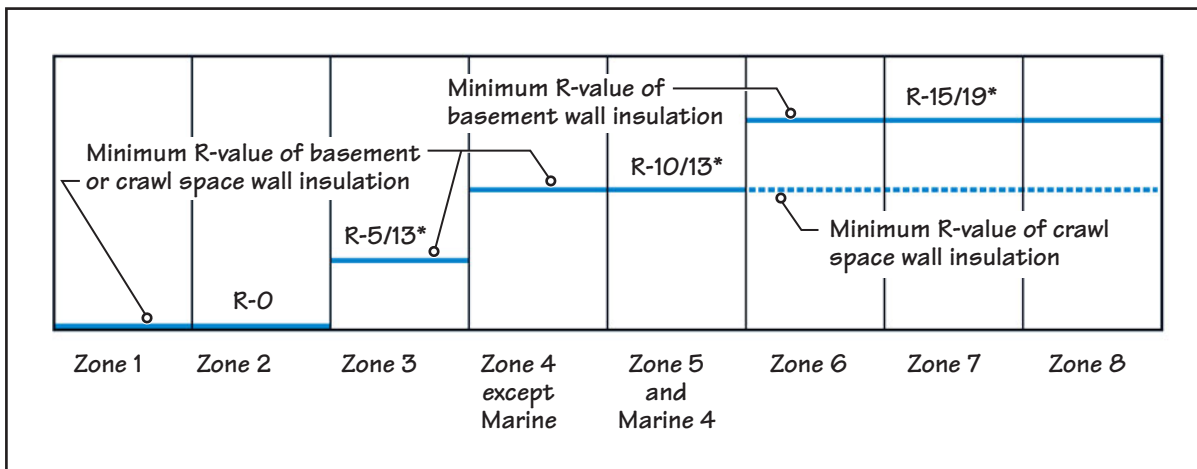 Minimum R-value of
basement wall insulation
R-15/19*
Minimum R-value of basement
or crawl space wall insulation
R-10/13*
R-5/13*
Minimum R-value of crawl
space wall insulation
R-0
Zone 1
Zone 2
Zone 3
Zone 4
except
Marine
Zone 5
and
Marine 4
Zone 6
Zone 7
Zone 8